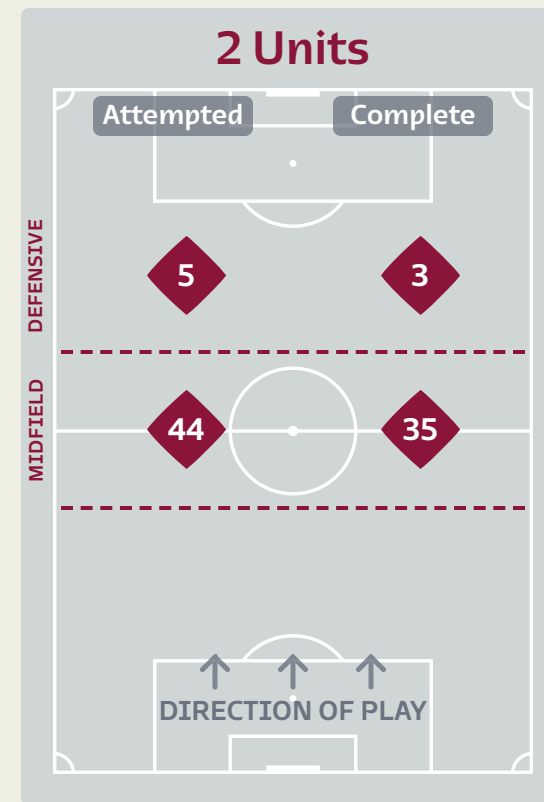 2 Units
Attempted Complete
DEFENSIVE
5 3
MIDFIELD
44 35
DIRECTION OF PLAY